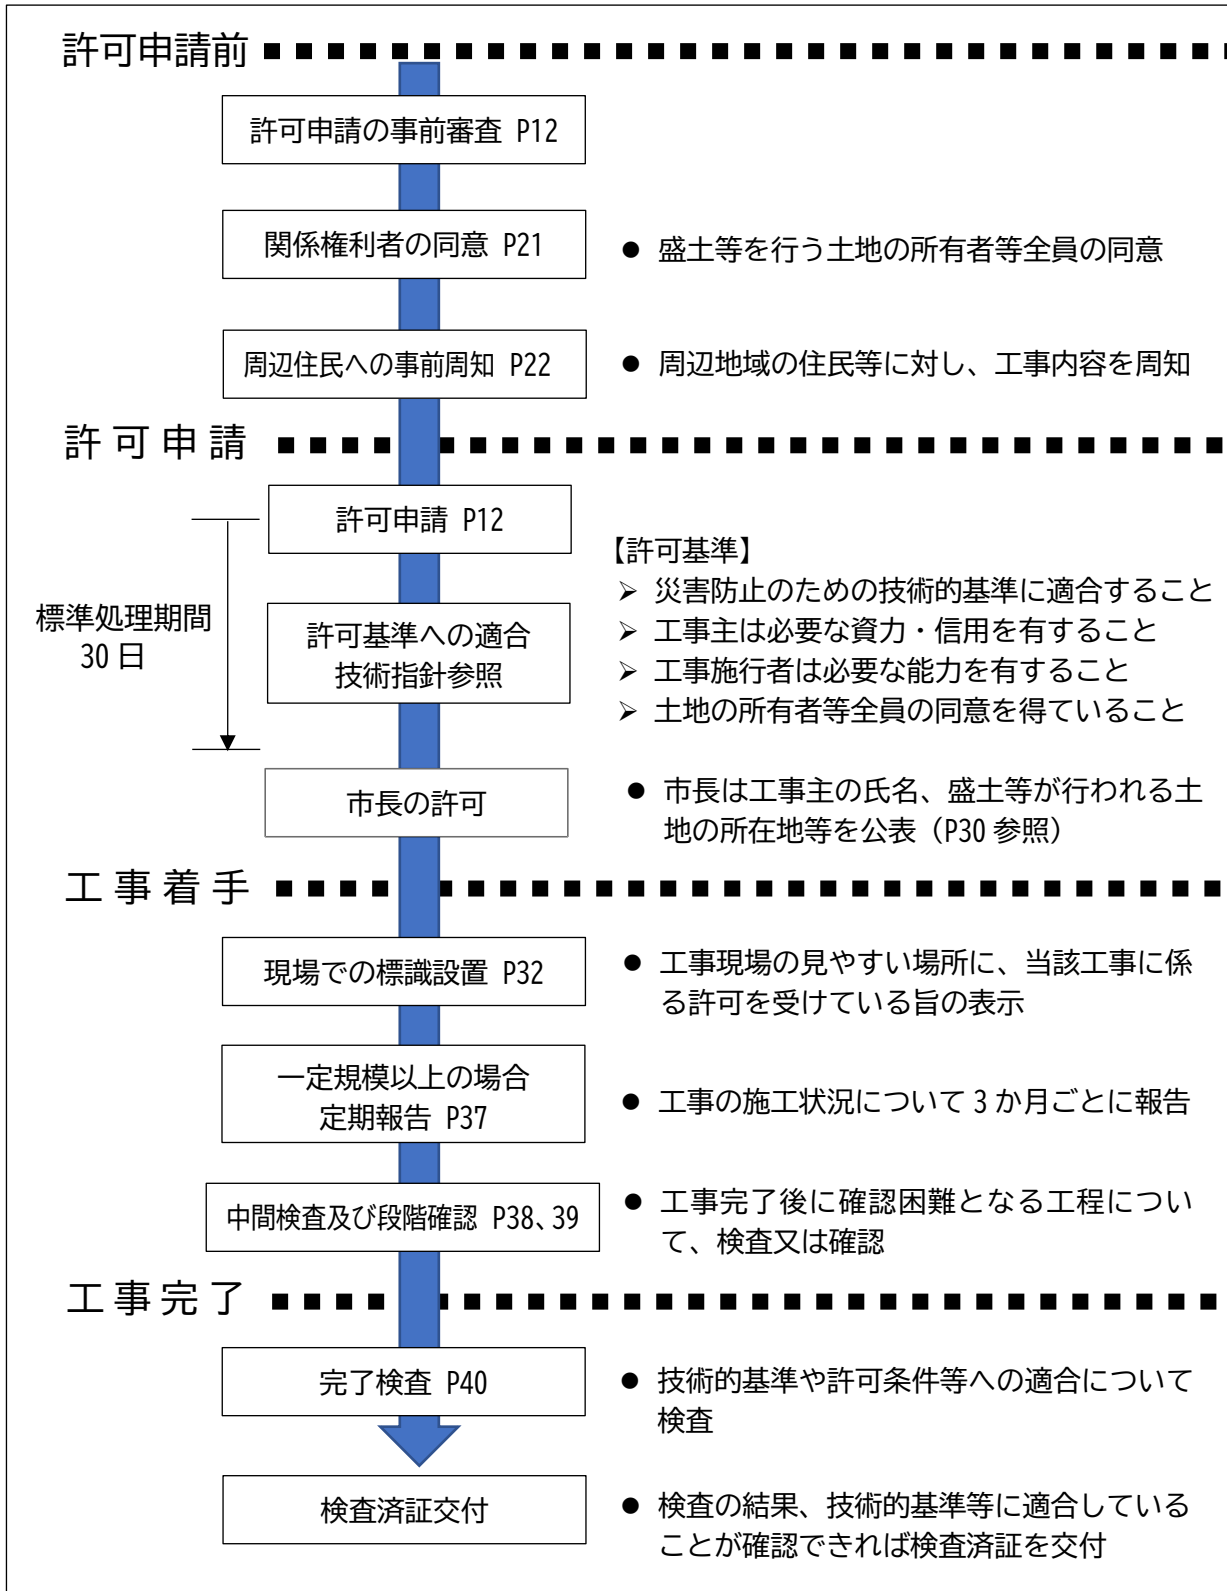 許可申請前
許可申請の事前審査 P12
関係権利者の同意 P21
● 盛土等を行う土地の所有者等全員の同意
周辺住民への事前周知 P22
● 周辺地域の住民等に対し、工事内容を周知
許可申請
許可申請 P12
標準処理期間
30日
許可基準への適合
技術指針参照
【許可基準】
➢ 災害防止のための技術的基準に適合すること
➢ 工事主は必要な資力・信用を有すること
➢ 工事施行者は必要な能力を有すること
➢ 土地の所有者等全員の同意を得ていること
市長の許可
● 市長は工事主の氏名、盛土等が行われる土
地の所在地等を公表（P30 参照）
工事着手
現場での標識設置 P32
● 工事現場の見やすい場所に、当該工事に係
る許可を受けている旨の表示
一定規模以上の場合
定期報告 P37
● 工事の施工状況について 3 か月ごとに報告
中間検査及び段階確認 P38、39
● 工事完了後に確認困難となる工程につい
て、検査又は確認
工事完了
完了検査 P40
● 技術的基準や許可条件等への適合について
検査
検査済証交付
● 検査の結果、技術的基準等に適合している
ことが確認できれば検査済証を交付